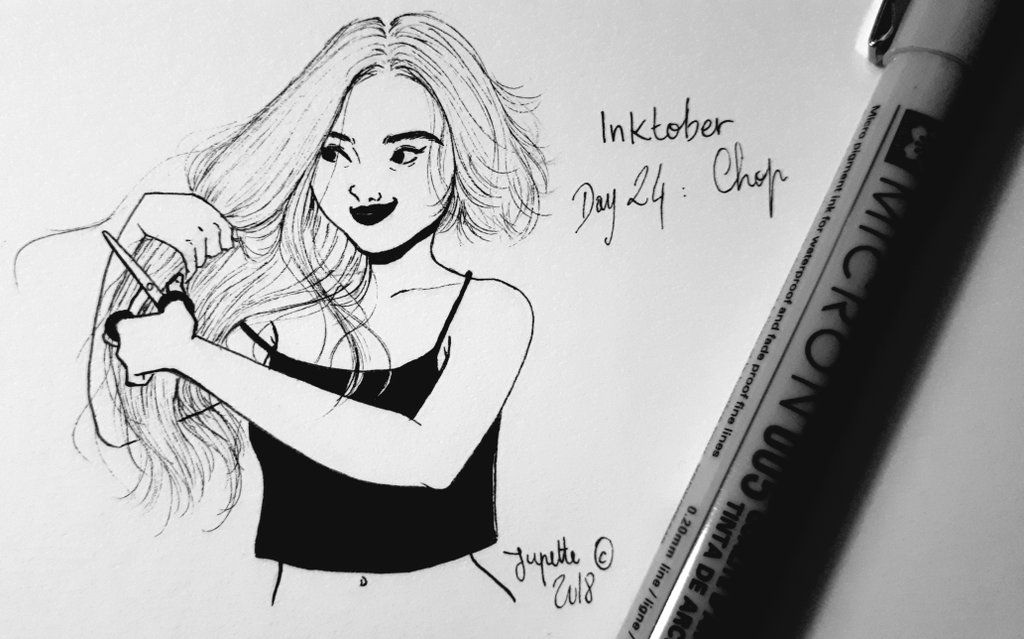 Inktober
Day 24 : Chop
Jupette ©
2018
Micro pigment ink for waterproof and fade proof fine lines
MICRON 005
0.20mm line / ligne /
TINTA DE ARC